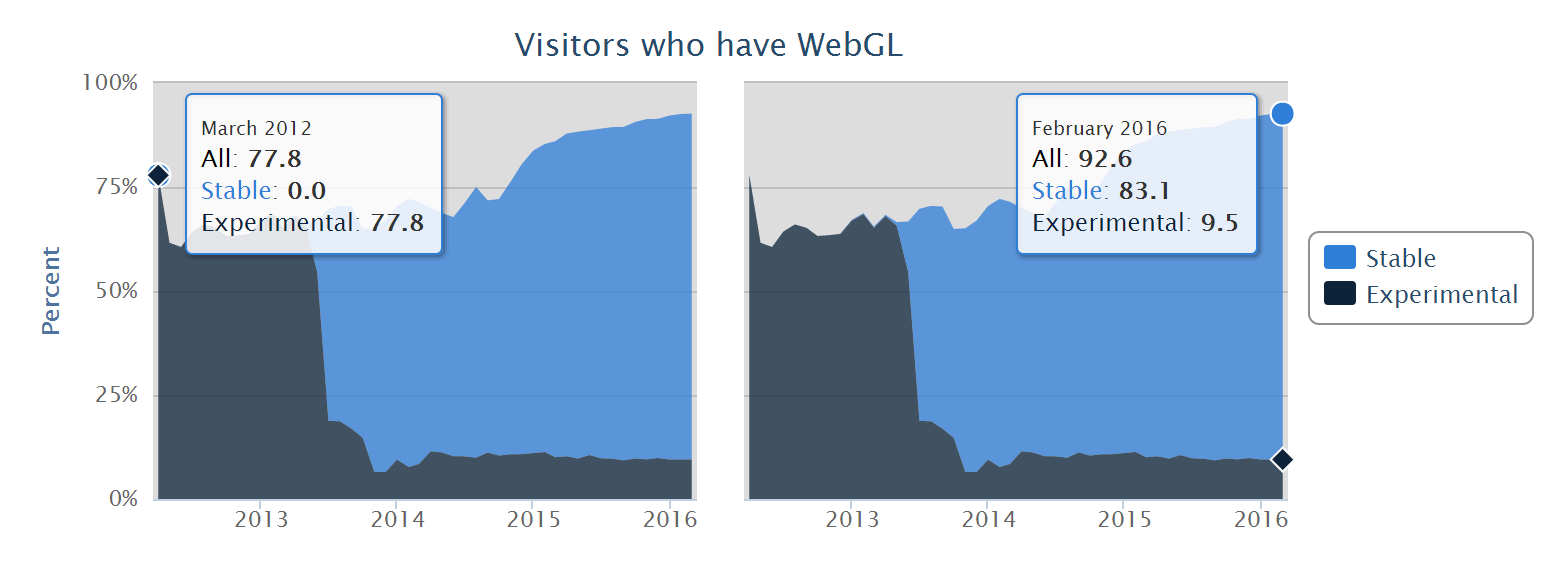 Visitors who have WebGL
Percent
100%
75%
50%
25%
0%
March 2012
All: 77.8
Stable: 0.0
Experimental: 77.8
2013
2014
2015
2016
February 2016
All: 92.6
Stable: 83.1
Experimental: 9.5
2013
2014
2015
2016
Stable
Experimental